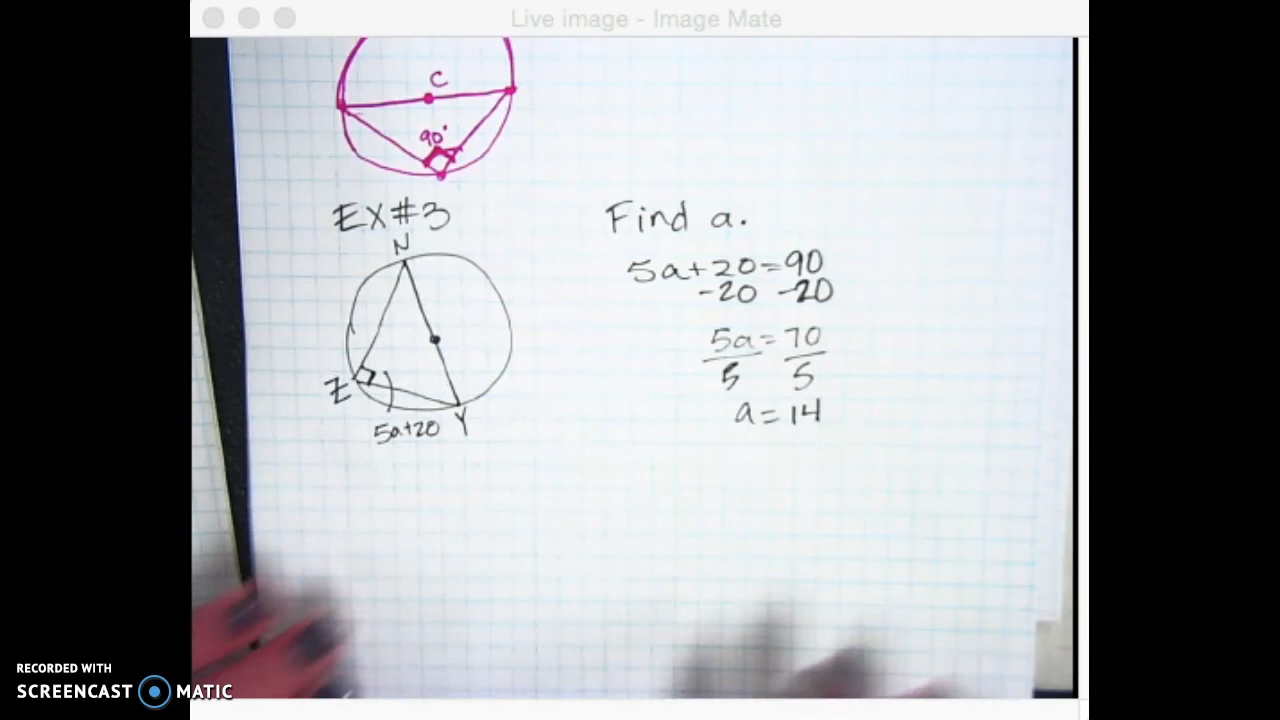 Live image - Image Mate
C
90°
EX#3
Find a.
N
5a+20=90
-20 -20
5a=70
5 5
Z
a=14
5a+20
Y
RECORDED WITH
SCREENCAST MATIC